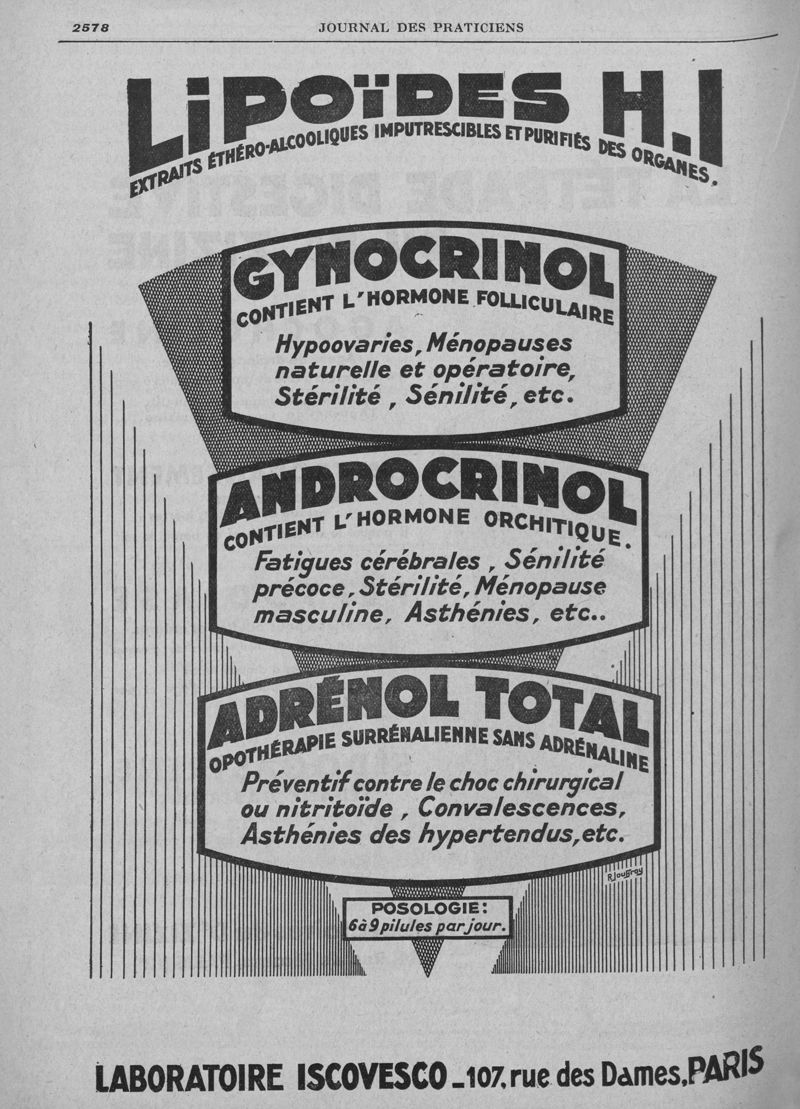 2578
JOURNAL DES PRATICIENS
LiPOÏDES H.I
EXTRAITS ÉTHÉRO-ALCOOLIQUES IMPUTRESCIBLES ET PURIFIÉS DES ORGANES.
GYNOCRINOL
CONTIENT L'HORMONE FOLLICULAIRE
Hypoovaries, Ménopauses
naturelle et opératoire,
Stérilité, Sénilité, etc.
ANDROCRINOL
CONTIENT L'HORMONE ORCHITIQUE.
Fatigues cérébrales, Sénilité
précoce, Stérilité, Ménopause
masculine, Asthénies, etc..
ADRÉNOL TOTAL
OPOTHÉRAPIE SURRÉNALIENNE SANS ADRÉNALINE
Préventif contre le choc chirurgical
ou nitritoïde, Convalescences,
Asthénies des hypertendus, etc.
R. Jouffroy
POSOLOGIE:
6 à 9 pilules par jour.
LABORATOIRE ISCOVESCO_107, rue des Dames, PARIS